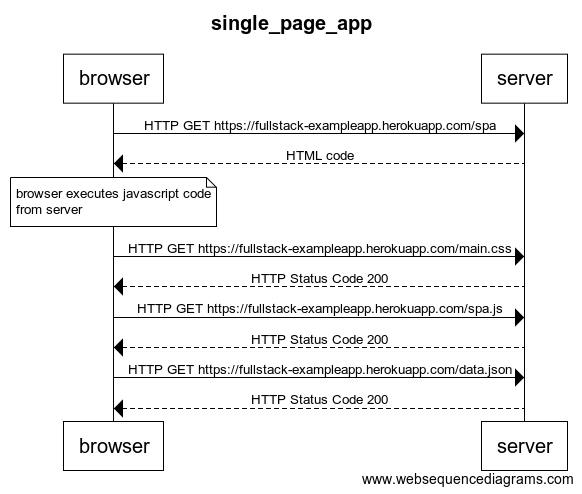 single_page_app
browser
server
HTTP GET https://fullstack-exampleapp.herokuapp.com/spa
HTML code
browser executes javascript code
from server
HTTP GET https://fullstack-exampleapp.herokuapp.com/main.css
HTTP Status Code 200
HTTP GET https://fullstack-exampleapp.herokuapp.com/spa.js
HTTP Status Code 200
HTTP GET https://fullstack-exampleapp.herokuapp.com/data.json
HTTP Status Code 200
browser
server
www.websequencediagrams.com